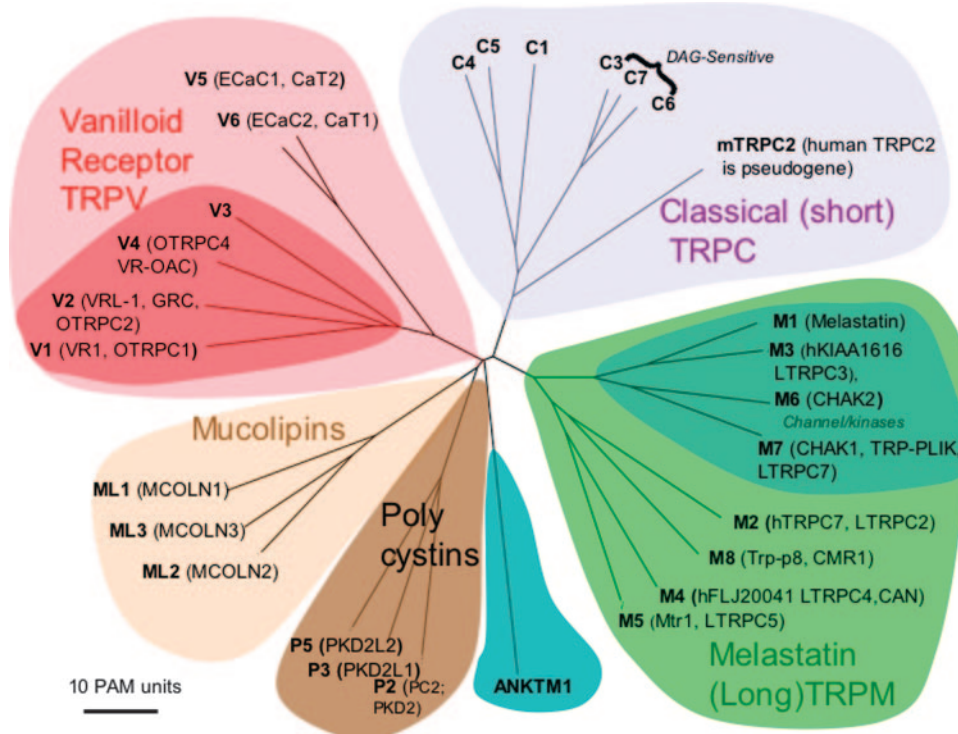 V5 (ECaC1, CaT2)
V6 (ECaC2, CaT1)
Vanilloid
Receptor
TRPV
V3
V4 (OTRPC4
VR-OAC)
V2 (VRL-1, GRC,
OTRPC2)
V1 (VR1, OTRPC1)
C4
C5
C1
C3
C7
C6
DAG-Sensitive
mTRPC2 (human TRPC2
is pseudogene)
Classical (short)
TRPC
M1 (Melastatin)
M3 (hKIAA1616
LTRPC3),
M6 (CHAK2)
Channel/kinases
M7 (CHAK1, TRP-PLIK,
LTRPC7)
M2 (hTRPC7, LTRPC2)
M8 (Trp-p8, CMR1)
M4 (hFLJ20041 LTRPC4,CAN)
M5 (Mtr1, LTRPC5)
Melastatin
(Long)TRPM
Mucolipins
ML1 (MCOLN1)
ML3 (MCOLN3)
ML2 (MCOLN2)
Poly
cystins
P5 (PKD2L2)
P3 (PKD2L1)
P2 (PC2;
PKD2)
ANKTM1
10 PAM units